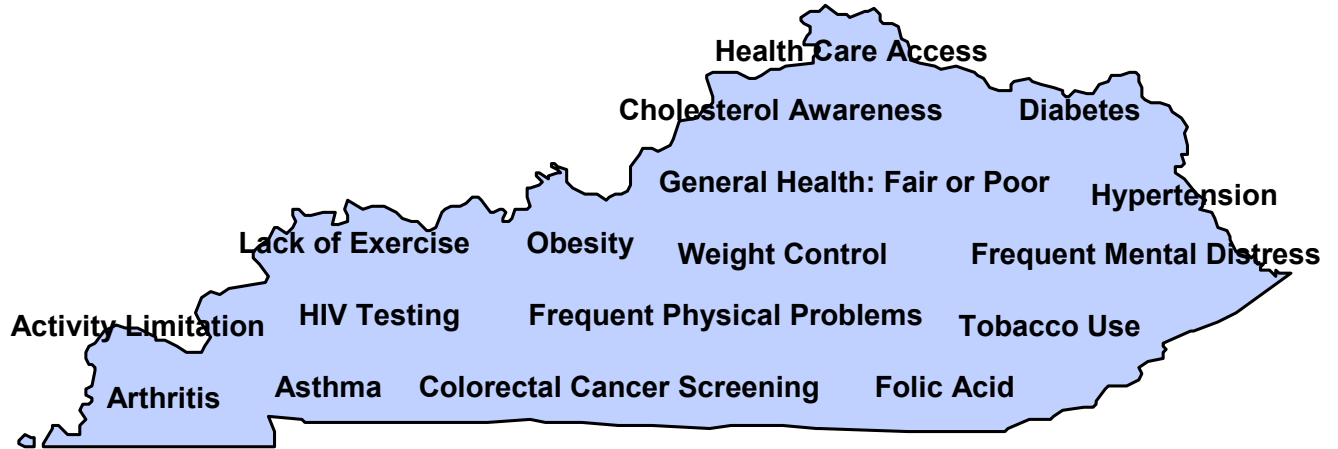 Health Care Access
Cholesterol Awareness
Diabetes
General Health: Fair or Poor
Hypertension
Lack of Exercise
Obesity
Weight Control
Frequent Mental Distress
Activity Limitation
HIV Testing
Frequent Physical Problems
Tobacco Use
Arthritis
Asthma
Colorectal Cancer Screening
Folic Acid